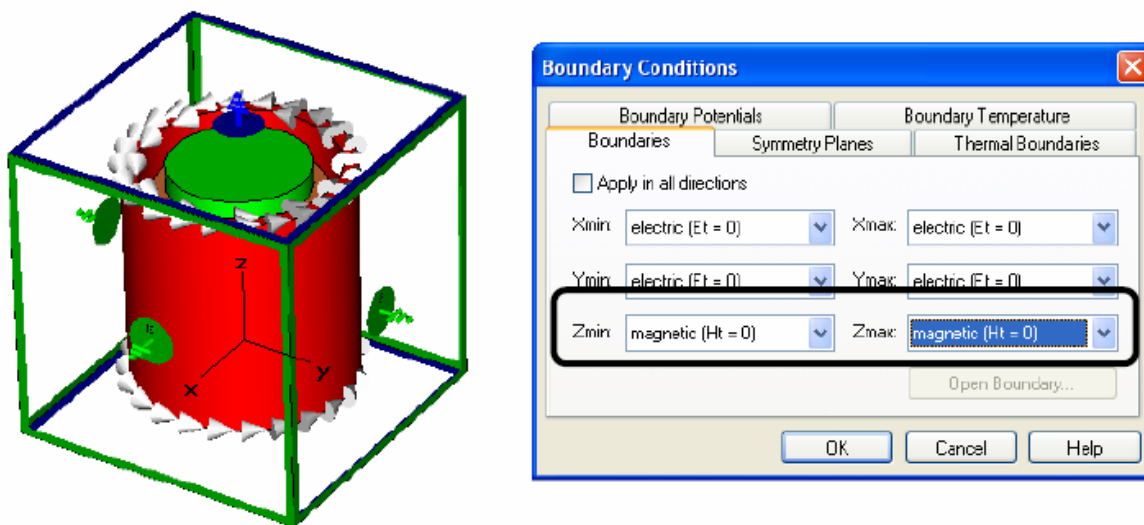 z
x
y
Boundary Conditions
Boundary Potentials
Boundary Temperature
Boundaries
Symmetry Planes
Thermal Boundaries
Apply in all directions
Xmin: electric (Et = 0) Xmax: electric (Et = 0)
Ymin: electric (Et = 0) Ymax: electric (Et = 0)
Zmin: magnetic (Ht = 0) Zmax: magnetic (Ht = 0)
Open Boundary...
OK Cancel Help